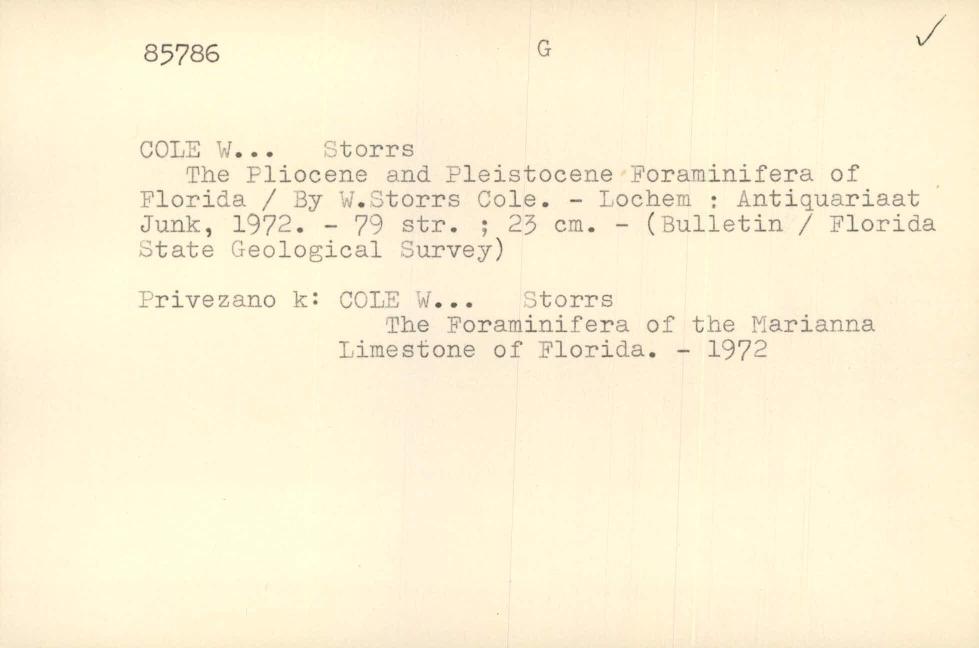 85786 G
COLE W... Storrs
The Pliocene and Pleistocene Foraminifera of
Florida / By W.Storrs Cole. - Lochem : Antiquariaat
Junk, 1972. - 79 str. ; 23 cm. - (Bulletin / Florida
State Geological Survey)
Privezano k: COLE W... Storrs
The Foraminifera of the Marianna
Limestone of Florida. - 1972